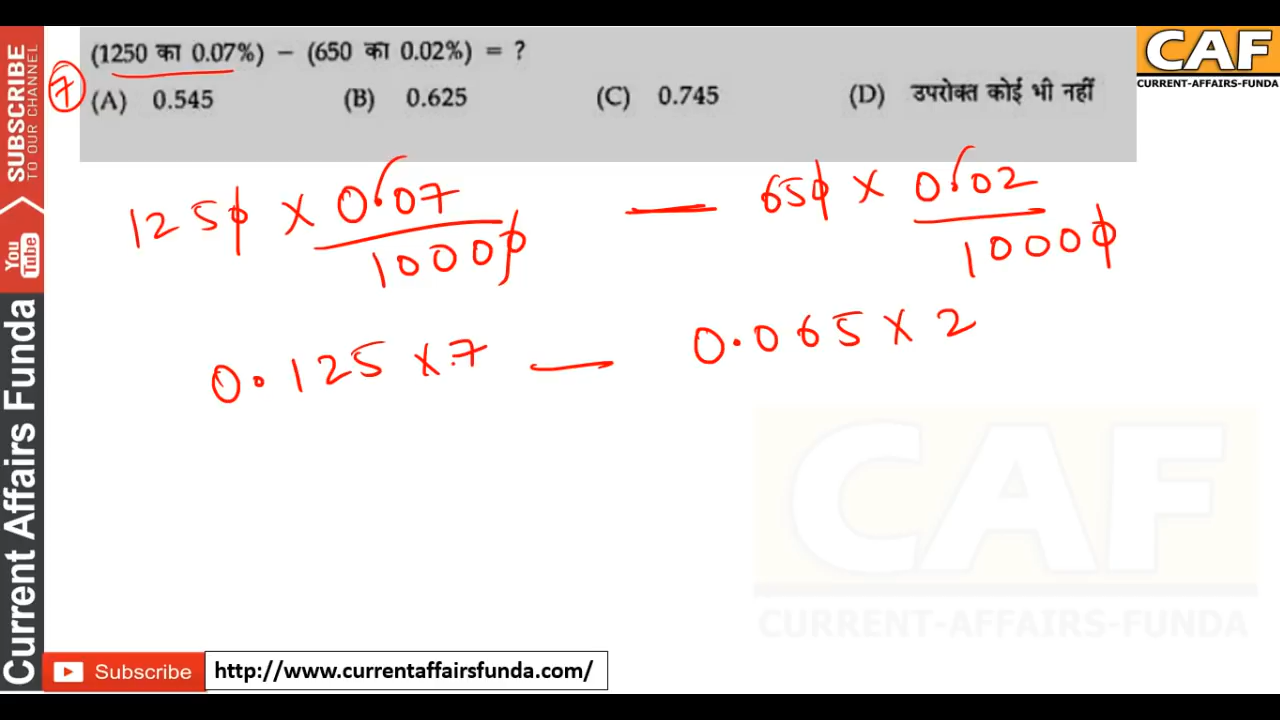 SUBSCRIBE
TO OUR CHANNEL
You
Tube
Current Affairs Funda
(1250 का 0.07%) − (650 का 0.02%) = ?
7
(A) 0.545 (B) 0.625 (C) 0.745 (D) उपरोक्त कोई भी नहीं
CAF
CURRENT-AFFAIRS-FUNDA
1250 × 0.07 — 650 × 0.02
10000 10000
0.125 × 7 — 0.065 × 2
CAF
CURRENT-AFFAIRS-FUNDA
Subscribe
http://www.currentaffairsfunda.com/